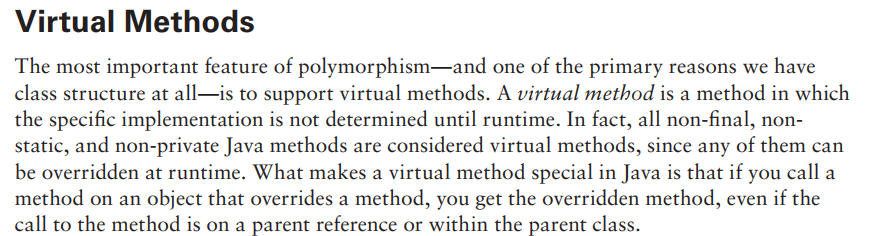 Virtual Methods
The most important feature of polymorphism—and one of the primary reasons we have
class structure at all—is to support virtual methods. A virtual method is a method in which
the specific implementation is not determined until runtime. In fact, all non-final, non-
static, and non-private Java methods are considered virtual methods, since any of them can
be overridden at runtime. What makes a virtual method special in Java is that if you call a
method on an object that overrides a method, you get the overridden method, even if the
call to the method is on a parent reference or within the parent class.